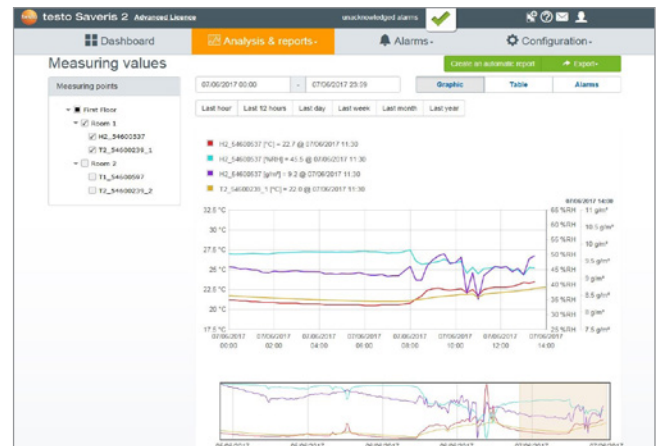 testo Saveris 2 Advanced Licence
unacknowledged alarms
Dashboard
Analysis & reports
Alarms
Configuration
Measuring values
Create an automatic report
Export
Measuring points
07/06/2017 00:00 - 07/06/2017 23:59
Graphic Table Alarms
Last hour Last 12 hours Last day Last week Last month Last year
First Floor
Room 1
H2_54600537
T2_54600239_1
Room 2
T1_54600597
T2_54600239_2
H2_54600537 [°C] = 22.7 @ 07/06/2017 11:30
H2_54600537 [%RH] = 45.5 @ 07/06/2017 11:30
H2_54600537 [g/m³] = 9.2 @ 07/06/2017 11:30
T2_54600239_1 [°C] = 22.0 @ 07/06/2017 11:30
07/06/2017 14:00
32.5 °C 65 %RH 11 g/m³
30 °C 60 %RH 10.5 g/m³
55 %RH 10 g/m³
27.5 °C 50 %RH 9.5 g/m³
25 °C 45 %RH 9 g/m³
22.5 °C 40 %RH 8.5 g/m³
20 °C 35 %RH 8 g/m³
30 %RH
17.5 °C 25 %RH 7.5 g/m³
07/06/2017 07/06/2017 07/06/2017 07/06/2017 07/06/2017 07/06/2017 07/06/2017 07/06/2017
00:00 02:00 04:00 06:00 08:00 10:00 12:00 14:00